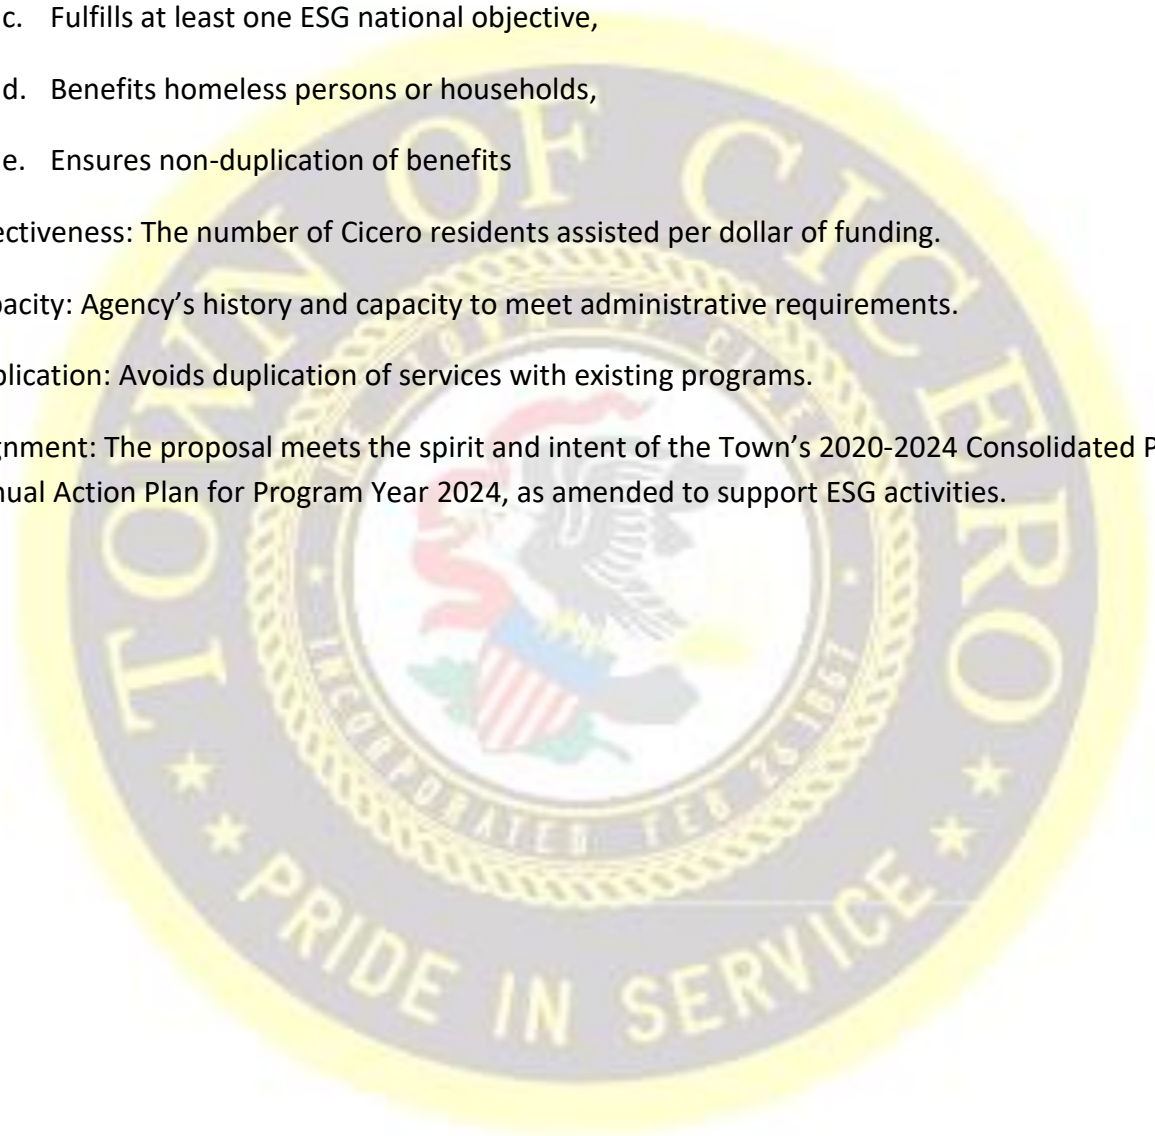 c. Fulfills at least one ESG national objective,
d. Benefits homeless persons or households,
e. Ensures non-duplication of benefits
ectiveness: The number of Cicero residents assisted per dollar of funding.
acity: Agency's history and capacity to meet administrative requirements.
lication: Avoids duplication of services with existing programs.
nment: The proposal meets the spirit and intent of the Town's 2020-2024 Consolidated P
nual Action Plan for Program Year 2024, as amended to support ESG activities.
TOWN OF CICERO
INCORPORATED FEB 26 1867
PRIDE IN SERVICE